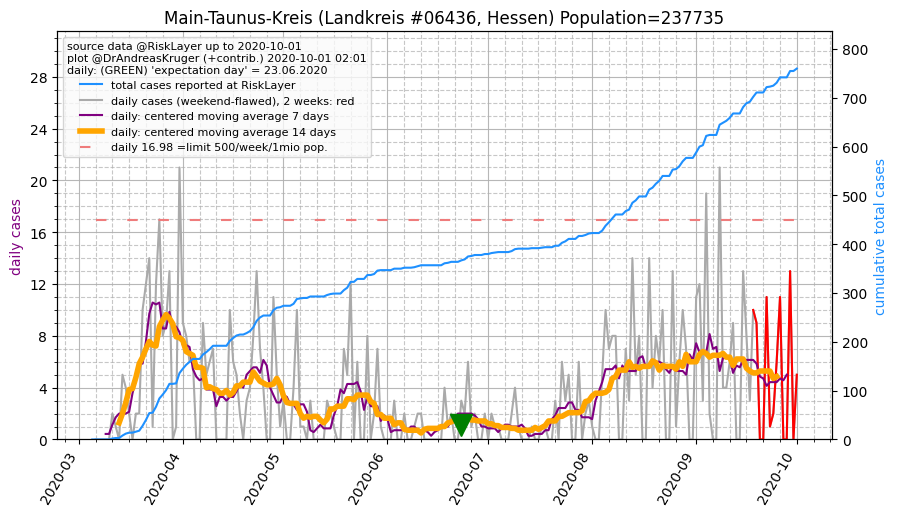 Main-Taunus-Kreis (Landkreis #06436, Hessen) Population=237735
source data @RiskLayer up to 2020-10-01
plot @DrAndreasKruger (+contrib.) 2020-10-01 02:01
daily: (GREEN) 'expectation day' = 23.06.2020
total cases reported at RiskLayer
daily cases (weekend-flawed), 2 weeks: red
daily: centered moving average 7 days
daily: centered moving average 14 days
daily 16.98 =limit 500/week/1mio pop.
daily cases
28
24
20
16
12
8
4
0
800
700
600
500
400
300
200
100
0
cumulative total cases
2020-03
2020-04
2020-05
2020-06
2020-07
2020-08
2020-09
2020-10